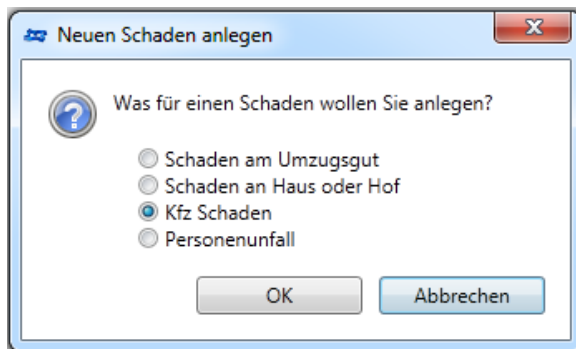 Neuen Schaden anlegen
Was für einen Schaden wollen Sie anlegen?
Schaden am Umzugsgut
Schaden an Haus oder Hof
Kfz Schaden
Personenunfall
OK Abbrechen